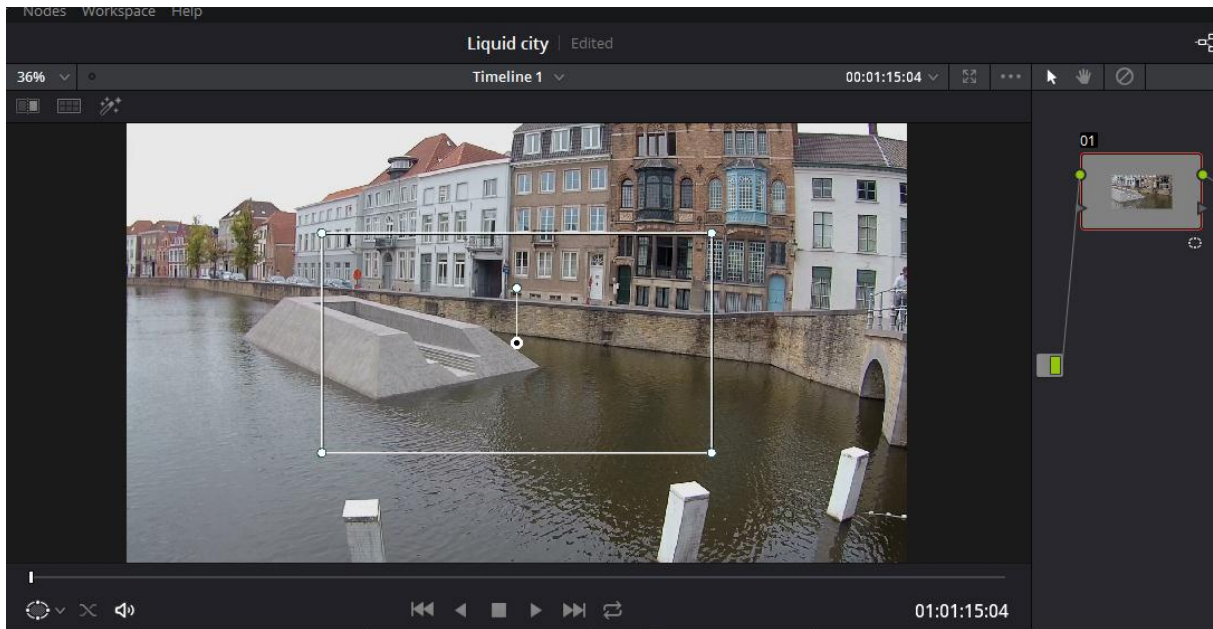 Nodes Workspace Help
Liquid city Edited
36% Timeline 1 00:01:15:04
01
01:01:15:04